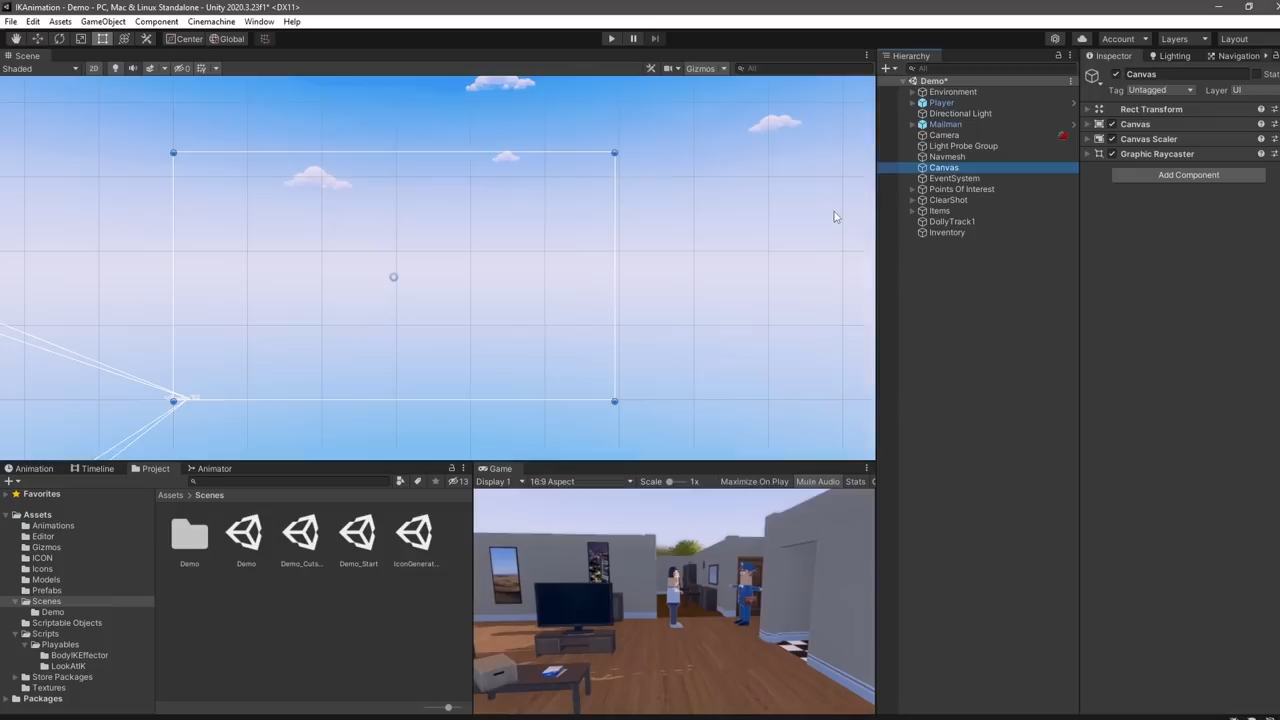 IKAnimation - Demo - PC, Mac & Linux Standalone - Unity 2020.3.23f1* <DX11>
File Edit Assets GameObject Component Cinemachine Window Help
Center Global Account Layers Layout
Scene
Shaded 2D 0 Gizmos All
Hierarchy
All
Demo*
Environment
Player
Directional Light
Mailman
Camera
Light Probe Group
Navmesh
Canvas
EventSystem
Points Of Interest
ClearShot
Items
DollyTrack1
Inventory
Inspector Lighting Navigation
Canvas Stat
Tag Untagged Layer UI
Rect Transform
Canvas
Canvas Scaler
Graphic Raycaster
Add Component
Animation Timeline Project Animator
13
Favorites
Assets
Animations
Editor
Gizmos
ICON
Icons
Models
Prefabs
Scenes
Demo
Scriptable Objects
Scripts
Playables
BodyIKEffector
LookAtIK
Store Packages
Textures
Packages
Assets > Scenes
Demo Demo Demo_Cuts... Demo_Start IconGenerat...
Game
Display 1 16:9 Aspect Scale 1x Maximize On Play Mute Audio Stats